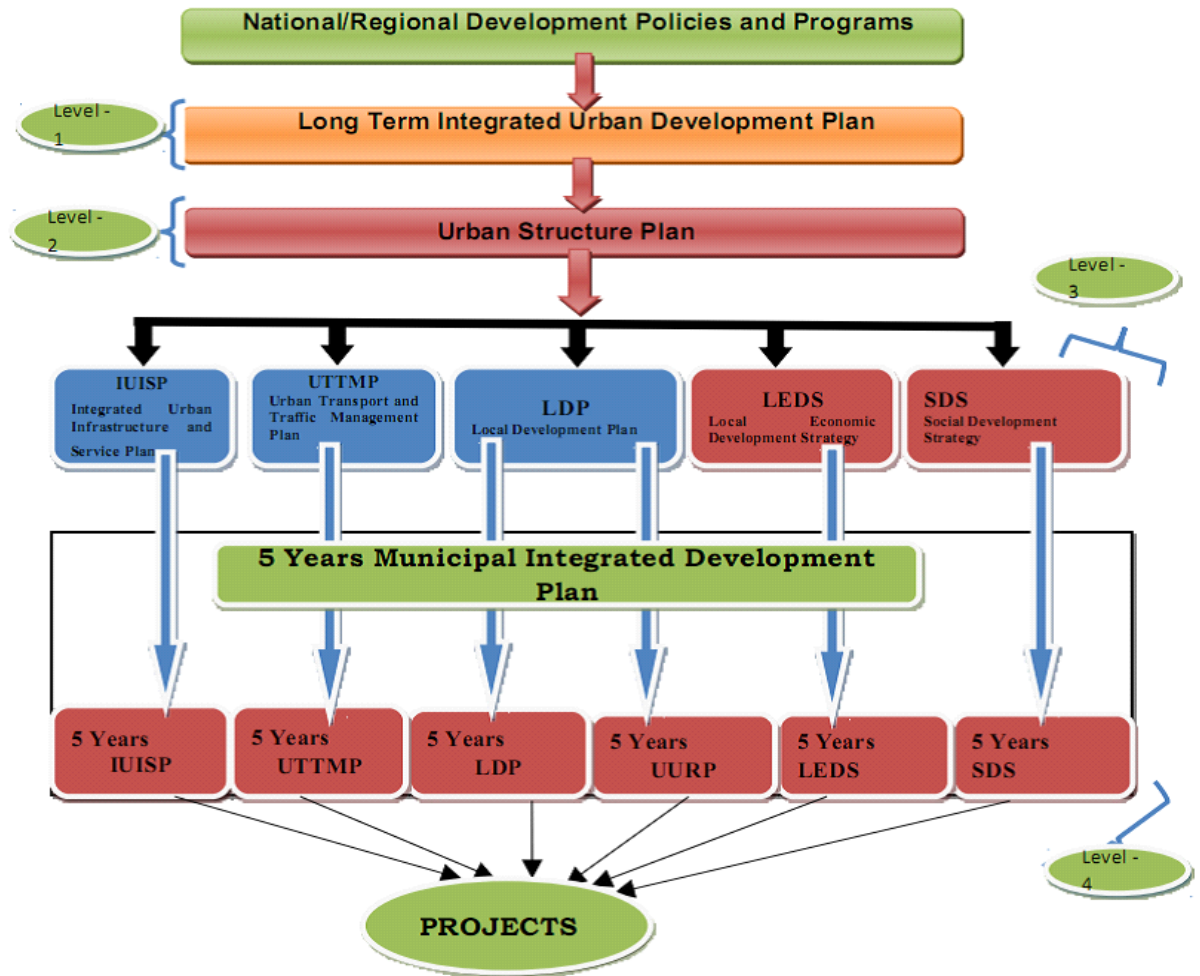 National/Regional Development Policies and Programs
Level -
1
Long Term Integrated Urban Development Plan
Level -
2
Urban Structure Plan
Level -
3
IUISP
Integrated Urban
Infrastructure and
Service Plan
UTTMP
Urban Transport and
Traffic Management
Plan
LDP
Local Development Plan
LEDS
Local Economic
Development Strategy
SDS
Social Development
Strategy
5 Years Municipal Integrated Development
Plan
5 Years
IUISP
5 Years
UTTMP
5 Years
LDP
5 Years
UURP
5 Years
LEDS
5 Years
SDS
Level -
4
PROJECTS